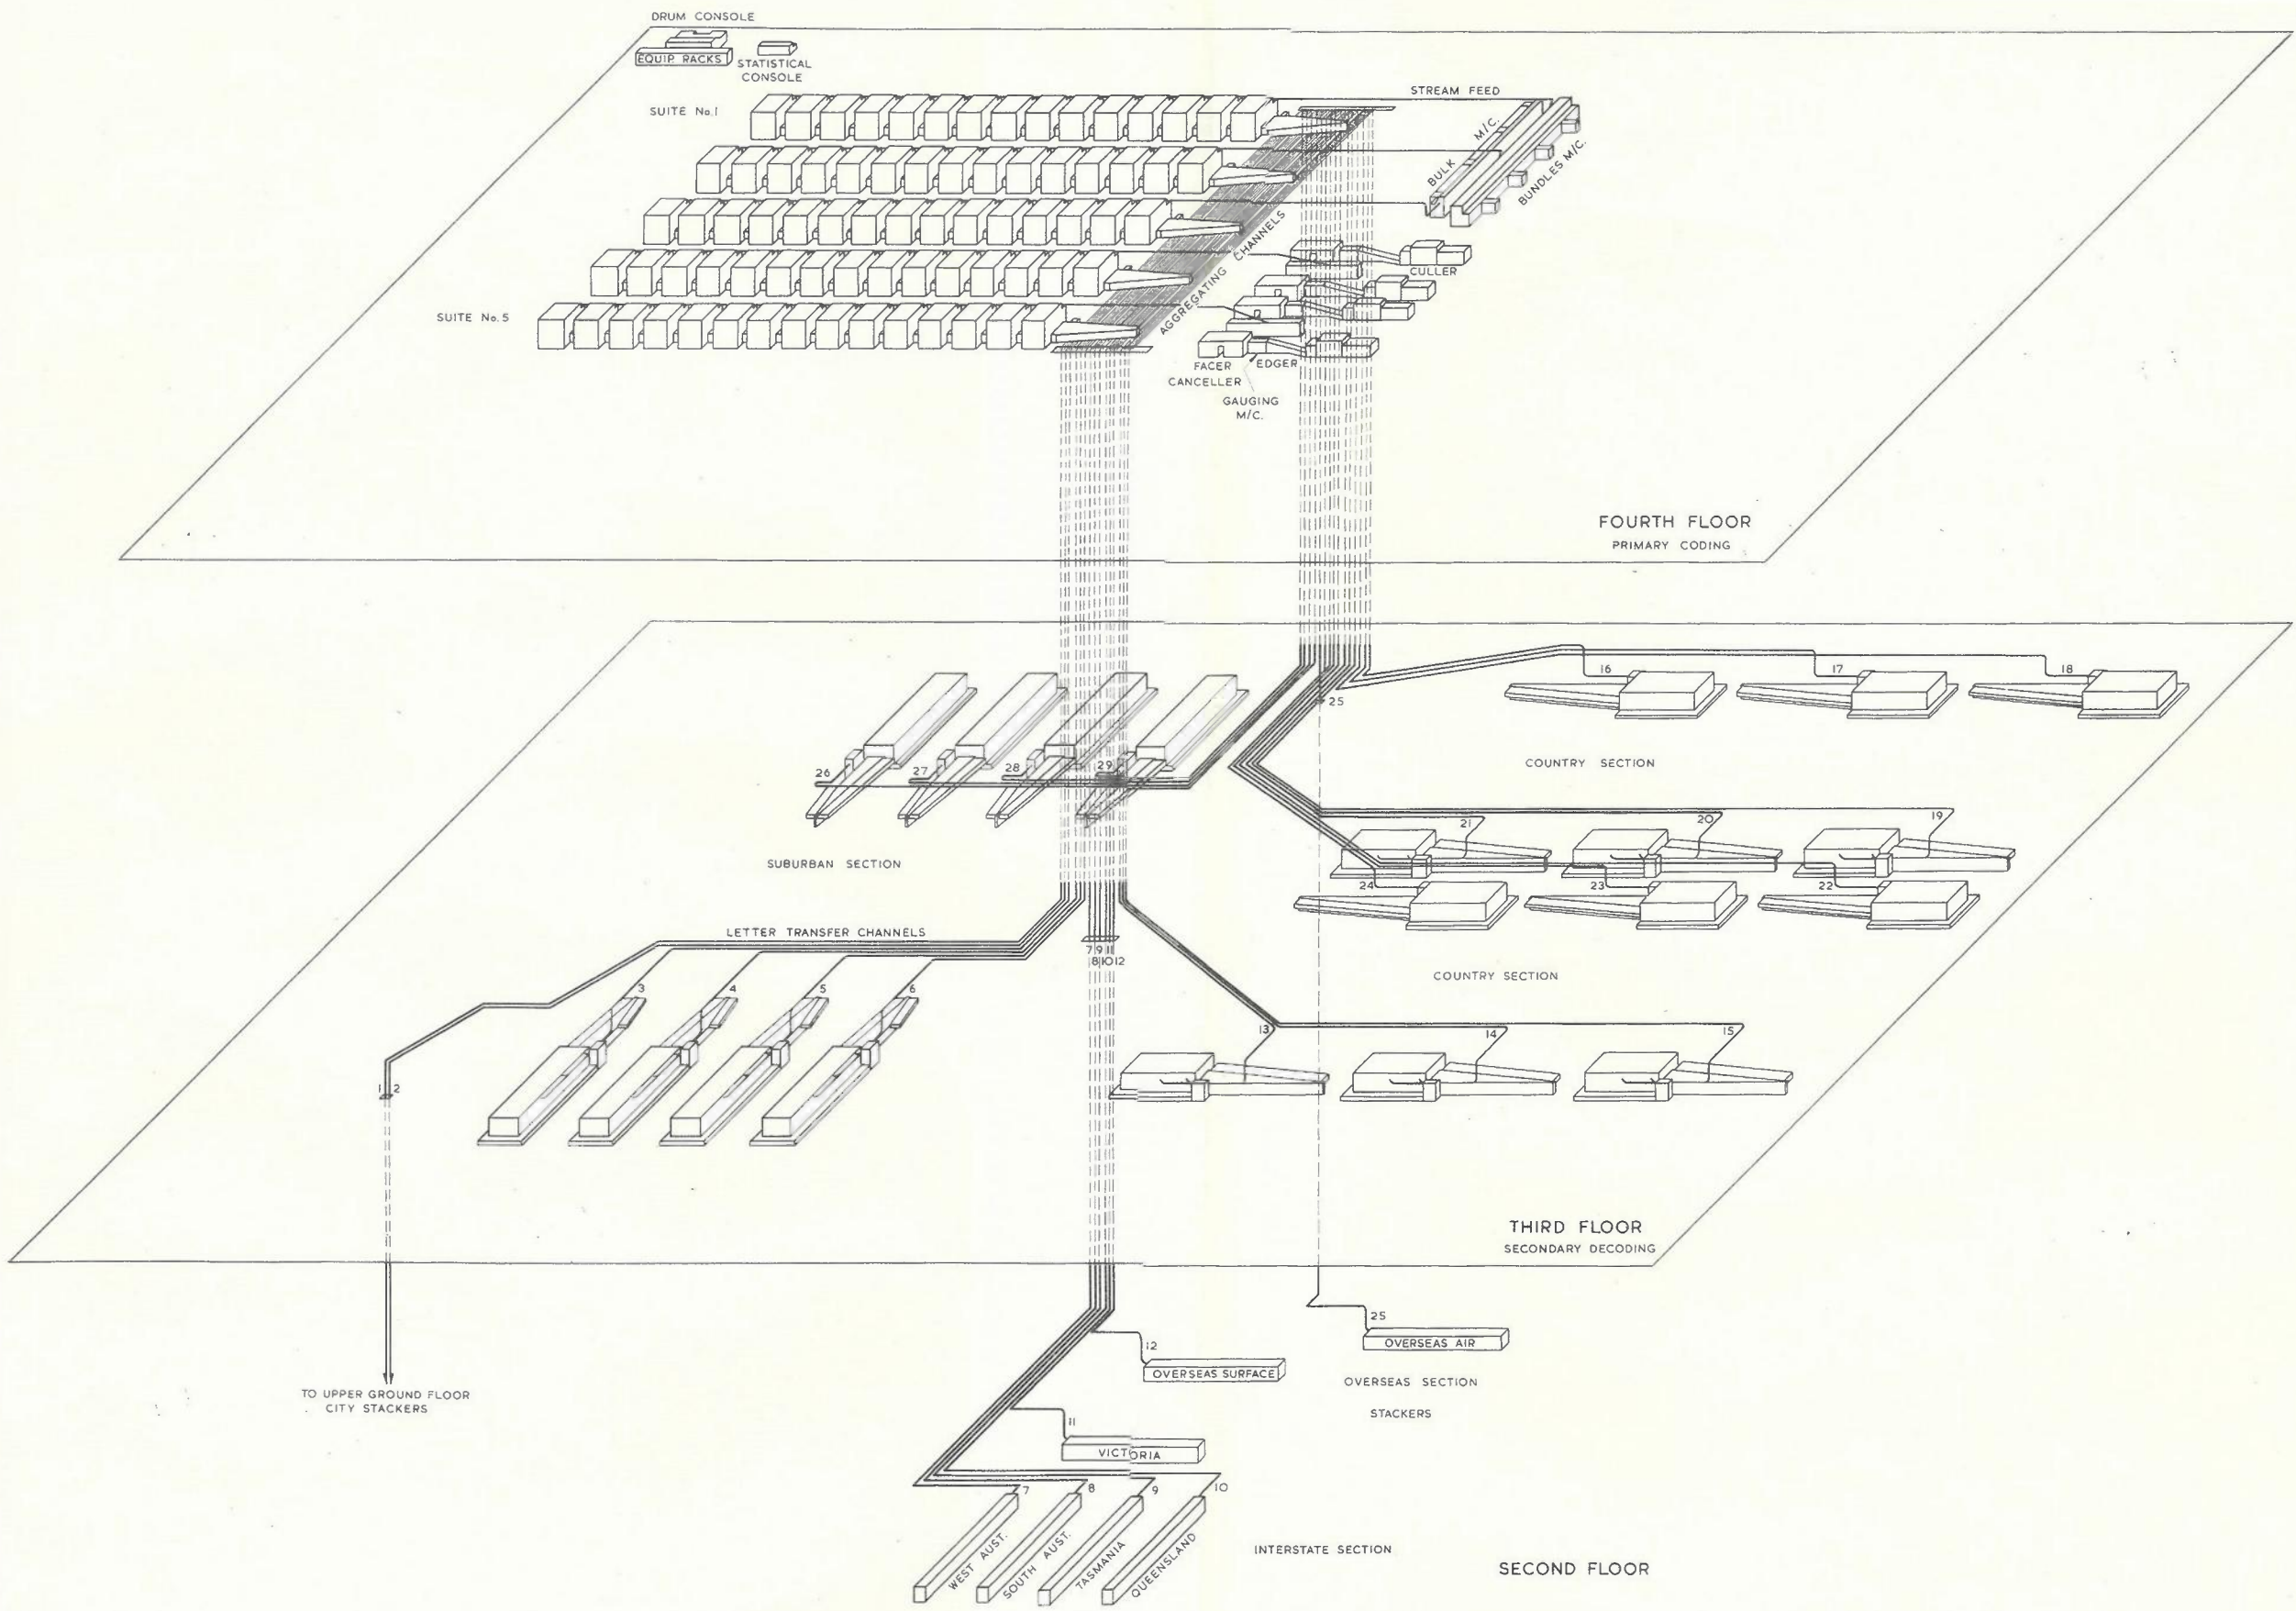 DRUM CONSOLE
EQUIP. RACKS
STATISTICAL
CONSOLE
STREAM FEED
SUITE No.1
BULK M/C.
BUNDLES M/C.
AGGREGATING CHANNELS
CULLER
SUITE No.5
FACER
CANCELLER
EDGER
GAUGING
M/C.
FOURTH FLOOR
PRIMARY CODING
16
17
18
25
26
27
28
29
COUNTRY SECTION
21
20
19
SUBURBAN SECTION
24
23
22
LETTER TRANSFER CHANNELS
7 9 11
8 10 12
COUNTRY SECTION
3
4
5
6
13
14
15
1 2
THIRD FLOOR
SECONDARY DECODING
25
OVERSEAS AIR
12
OVERSEAS SURFACE
OVERSEAS SECTION
STACKERS
TO UPPER GROUND FLOOR
CITY STACKERS
11
VICTORIA
7
8
9
10
WEST AUST.
SOUTH AUST.
TASMANIA
QUEENSLAND
INTERSTATE SECTION
SECOND FLOOR